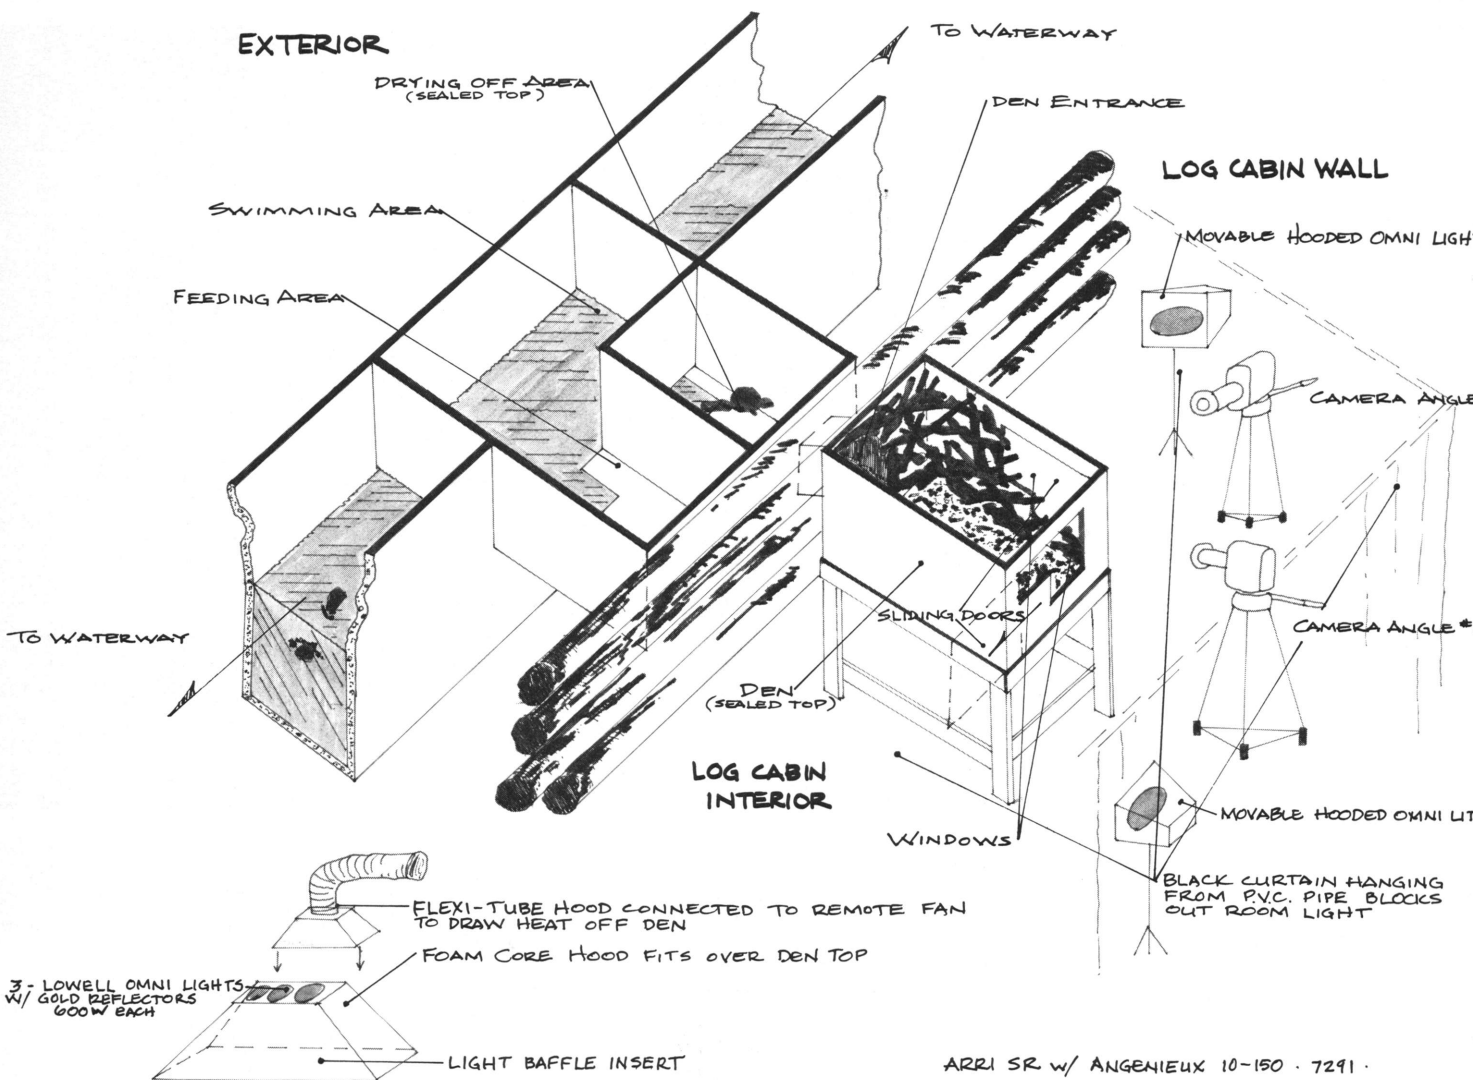 EXTERIOR
TO WATERWAY
DRYING OFF AREA
(SEALED TOP)
DEN ENTRANCE
LOG CABIN WALL
SWIMMING AREA
MOVABLE HOODED OMNI LIGH
FEEDING AREA
CAMERA ANGLE
SLIDING DOORS
TO WATERWAY
CAMERA ANGLE #
DEN
(SEALED TOP)
LOG CABIN
INTERIOR
MOVABLE HOODED OMNI LIT
WINDOWS
BLACK CURTAIN HANGING
FROM P.V.C. PIPE BLOCKS
OUT ROOM LIGHT
FLEXI-TUBE HOOD CONNECTED TO REMOTE FAN
TO DRAW HEAT OFF DEN
FOAM CORE HOOD FITS OVER DEN TOP
3- LOWELL OMNI LIGHTS
W/ GOLD REFLECTORS
600W EACH
LIGHT BAFFLE INSERT
ARRI SR W/ ANGENIEUX 10-150 · 7291 ·